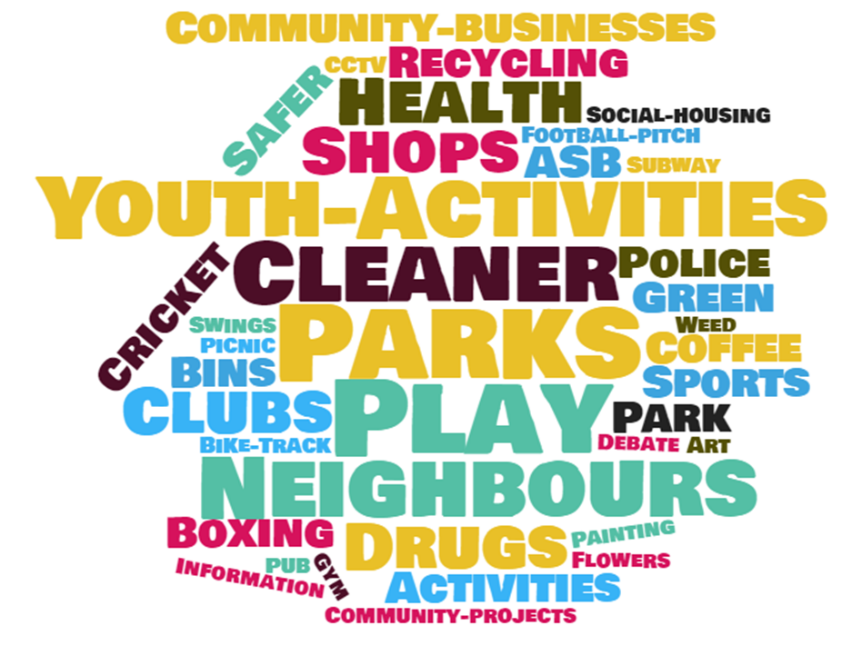 COMMUNITY-BUSINESSES
CCTV RECYCLING
SAFER
HEALTH
SOCIAL-HOUSING
SHOPS
FOOTBALL-PITCH
ASB SUBWAY
YOUTH-ACTIVITIES
CRICKET
CLEANER
POLICE
GREEN
SWINGS
PARKS
WEED
PICNIC
COFFEE
BINS
SPORTS
CLUBS
PLAY
PARK
BIKE-TRACK
DEBATE ART
NEIGHBOURS
BOXING
DRUGS
PAINTING
PUB
GYM
FLOWERS
INFORMATION
ACTIVITIES
COMMUNITY-PROJECTS